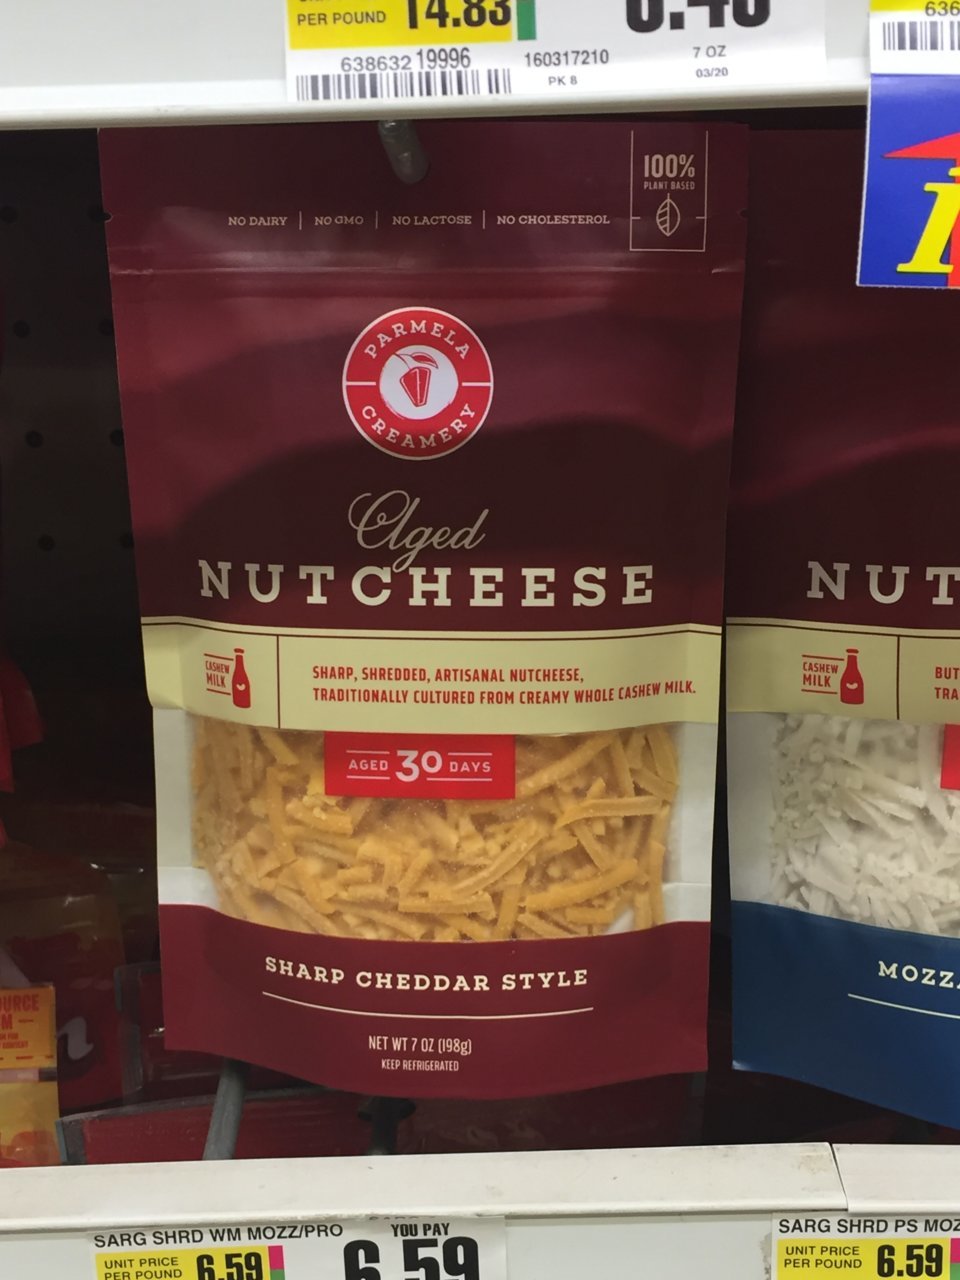 PER POUND 14.83
638632 19996 160317210 7 OZ
PK 8 03/20
636
100%
PLANT BASED
NO DAIRY | NO GMO | NO LACTOSE | NO CHOLESTEROL
PARMELA
CREAMERY
Aged
NUTCHEESE
NUT
CASHEW
MILK
SHARP, SHREDDED, ARTISANAL NUTCHEESE,
TRADITIONALLY CULTURED FROM CREAMY WHOLE CASHEW MILK.
CASHEW
MILK
BUT
TRA
AGED 30 DAYS
SHARP CHEDDAR STYLE
MOZZ
NET WT 7 OZ (198g)
KEEP REFRIGERATED
SARG SHRD WM MOZZ/PRO YOU PAY
UNIT PRICE
PER POUND 6.59 6.59
SARG SHRD PS MOZ
UNIT PRICE
PER POUND 6.59